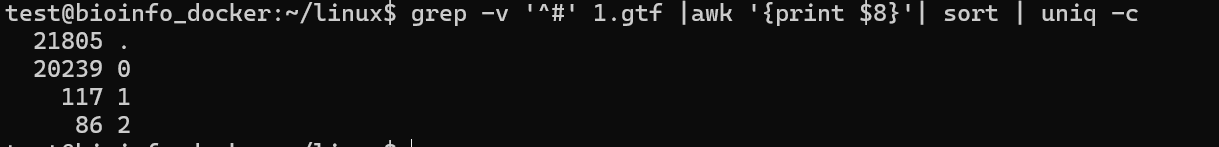 test@bioinfo_docker:~/linux$ grep -v '^#' 1.gtf |awk '{print $8}'| sort | uniq -c
21805 .
20239 0
117 1
86 2